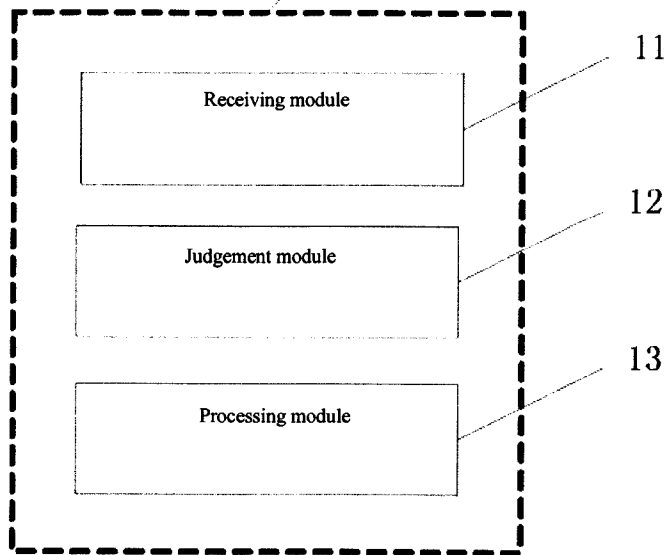 Receiving module
11
Judgement module
12
Processing module
13